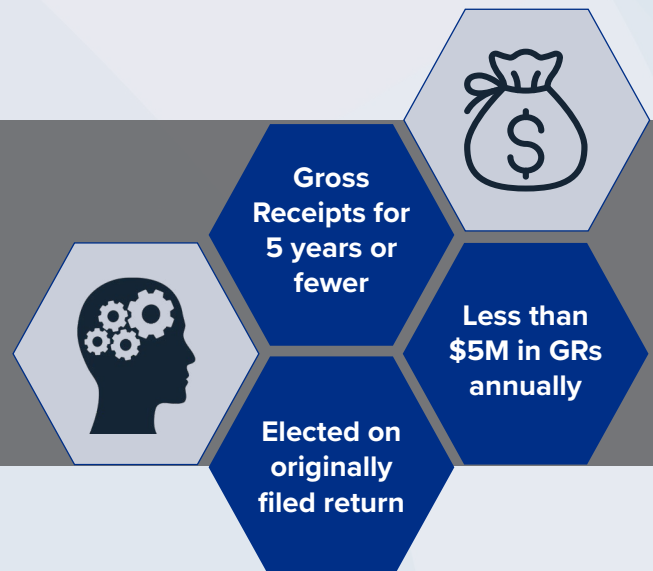 $
Gross
Receipts for
5 years or
fewer
Less than
$5M in GRs
annually
Elected on
originally
filed return